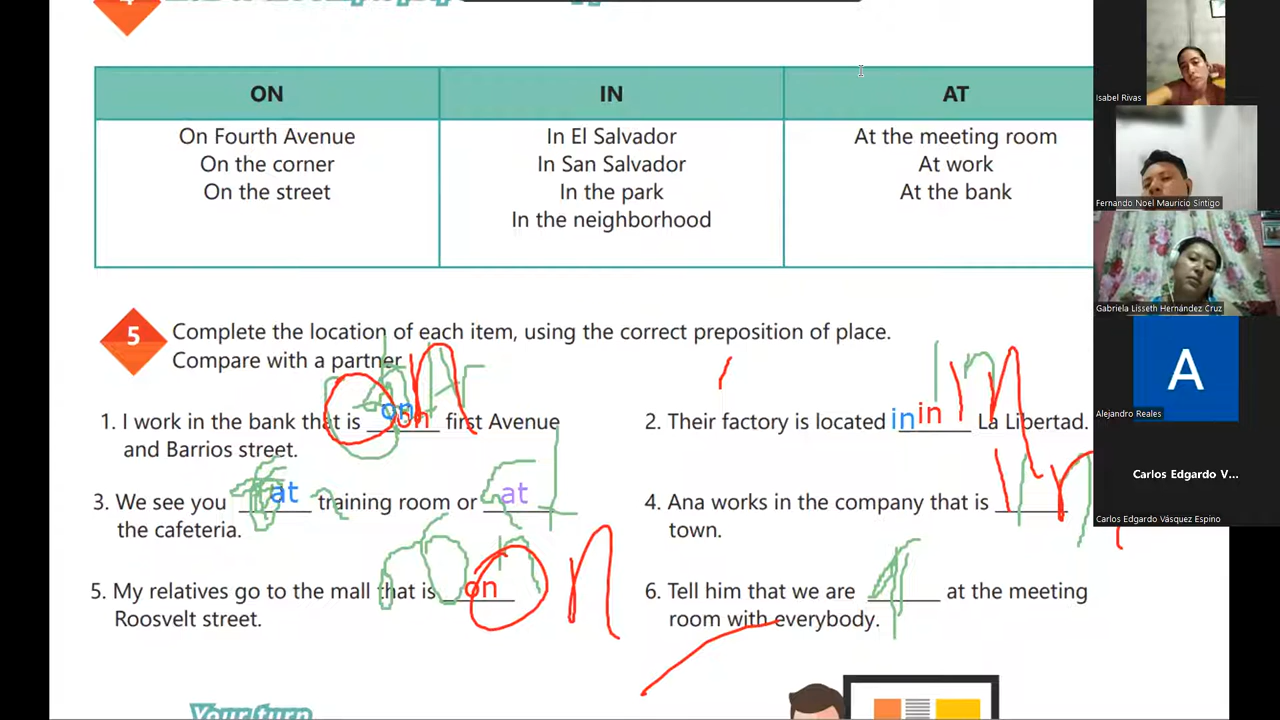 ON IN AT
On Fourth Avenue In El Salvador At the meeting room
On the corner In San Salvador At work
On the street In the park At the bank
In the neighborhood
5 Complete the location of each item, using the correct preposition of place.
Compare with a partner
1. I work in the bank that is on on first Avenue
and Barrios street.
2. Their factory is located in in In La Libertad.
3. We see you at training room or at
the cafeteria.
4. Ana works in the company that is In
town.
5. My relatives go to the mall that is on
Roosvelt street.
6. Tell him that we are at the meeting
room with everybody.
Your turn
Isabel Rivas
Fernando Noel Mauricio Sintigo
Gabriela Lisseth Hernández Cruz
A
Alejandro Reales
Carlos Edgardo V...
Carlos Edgardo Vásquez Espino